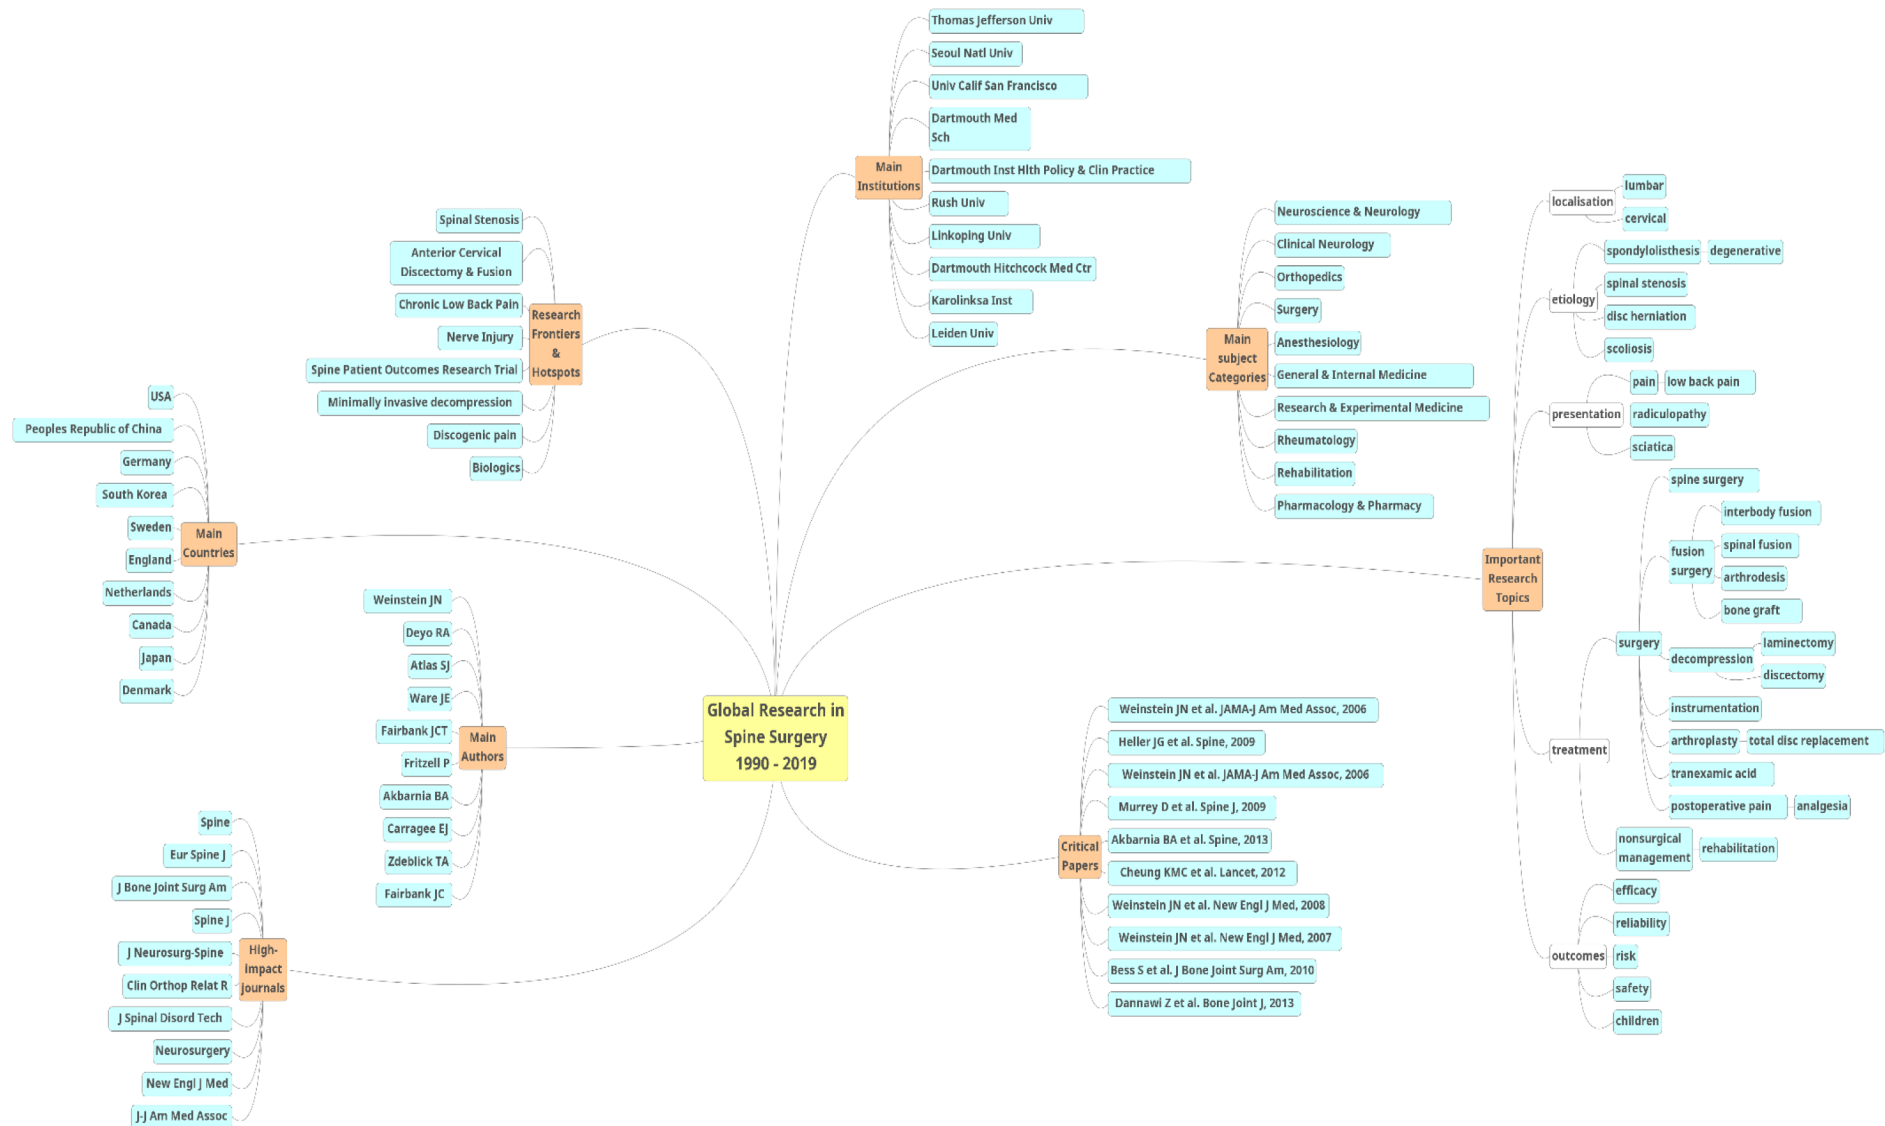 Global Research in
Spine Surgery
1990 - 2019
Main
Institutions
Thomas Jefferson Univ
Seoul Natl Univ
Univ Calif San Francisco
Dartmouth Med
Sch
Dartmouth Inst Hlth Policy & Clin Practice
Rush Univ
Linkoping Univ
Dartmouth Hitchcock Med Ctr
Karolinksa Inst
Leiden Univ
Main
subject
Categories
Neuroscience & Neurology
Clinical Neurology
Orthopedics
Surgery
Anesthesiology
General & Internal Medicine
Research & Experimental Medicine
Rheumatology
Rehabilitation
Pharmacology & Pharmacy
Important
Research
Topics
localisation
lumbar
cervical
etiology
spondylolisthesis
degenerative
spinal stenosis
disc herniation
scoliosis
presentation
pain
low back pain
radiculopathy
sciatica
treatment
surgery
spine surgery
fusion
surgery
interbody fusion
spinal fusion
arthrodesis
bone graft
decompression
laminectomy
discectomy
instrumentation
arthroplasty
total disc replacement
tranexamic acid
postoperative pain
analgesia
nonsurgical
management
rehabilitation
outcomes
efficacy
reliability
risk
safety
children
Critical
Papers
Weinstein JN et al. JAMA-J Am Med Assoc, 2006
Heller JG et al. Spine, 2009
Weinstein JN et al. JAMA-J Am Med Assoc, 2006
Murrey D et al. Spine J, 2009
Akbarnia BA et al. Spine, 2013
Cheung KMC et al. Lancet, 2012
Weinstein JN et al. New Engl J Med, 2008
Weinstein JN et al. New Engl J Med, 2007
Bess S et al. J Bone Joint Surg Am, 2010
Dannawi Z et al. Bone Joint J, 2013
Research
Frontiers
&
Hotspots
Spinal Stenosis
Anterior Cervical
Discectomy & Fusion
Chronic Low Back Pain
Nerve Injury
Spine Patient Outcomes Research Trial
Minimally invasive decompression
Discogenic pain
Biologics
Main
Countries
USA
Peoples Republic of China
Germany
South Korea
Sweden
England
Netherlands
Canada
Japan
Denmark
Main
Authors
Weinstein JN
Deyo RA
Atlas SJ
Ware JE
Fairbank JCT
Fritzell P
Akbarnia BA
Carragee EJ
Zdeblick TA
Fairbank JC
High-
impact
journals
Spine
Eur Spine J
J Bone Joint Surg Am
Spine J
J Neurosurg-Spine
Clin Orthop Relat R
J Spinal Disord Tech
Neurosurgery
New Engl J Med
J-J Am Med Assoc